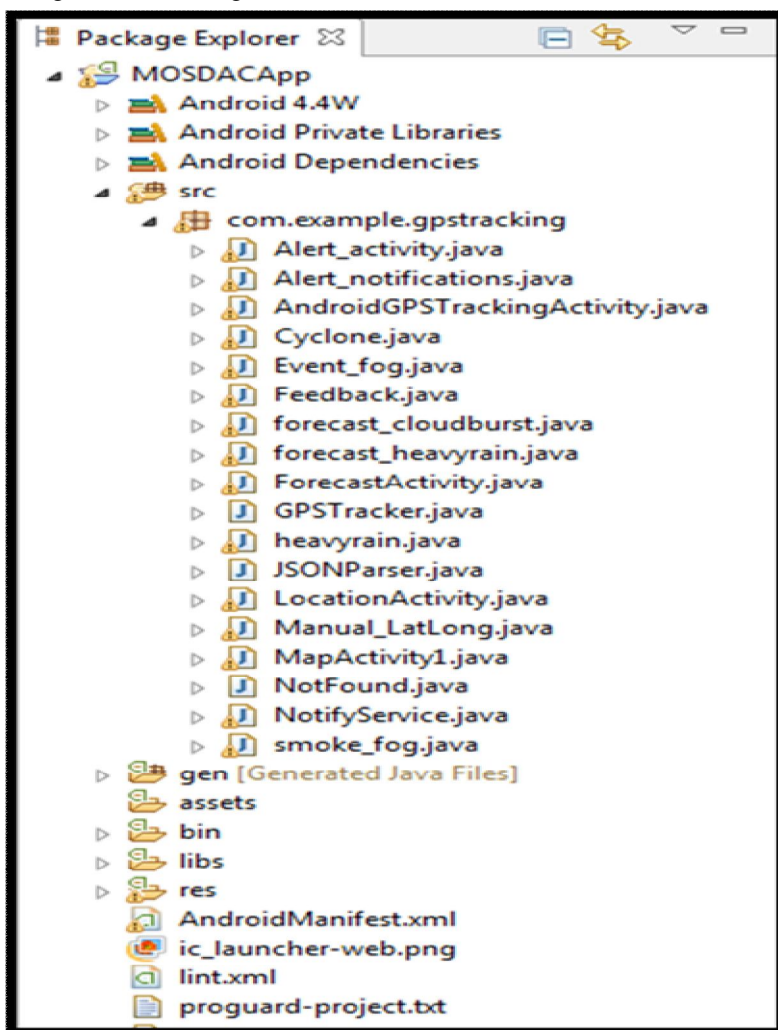 Package Explorer
MOSDACApp
Android 4.4W
Android Private Libraries
Android Dependencies
src
com.example.gpstracking
Alert_activity.java
Alert_notifications.java
AndroidGPSTrackingActivity.java
Cyclone.java
Event_fog.java
Feedback.java
forecast_cloudburst.java
forecast_heavyrain.java
ForecastActivity.java
GPSTracker.java
heavyrain.java
JSONParser.java
LocationActivity.java
Manual_LatLong.java
MapActivity1.java
NotFound.java
NotifyService.java
smoke_fog.java
gen [Generated Java Files]
assets
bin
libs
res
AndroidManifest.xml
ic_launcher-web.png
lint.xml
proguard-project.txt